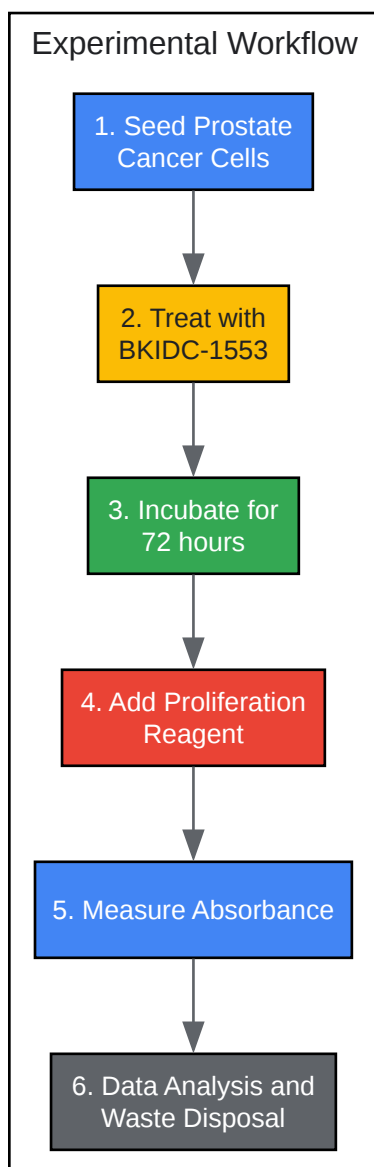 Experimental Workflow
1. Seed Prostate
Cancer Cells
2. Treat with
BKIDC-1553
3. Incubate for
72 hours
4. Add Proliferation
Reagent
5. Measure Absorbance
6. Data Analysis and
Waste Disposal